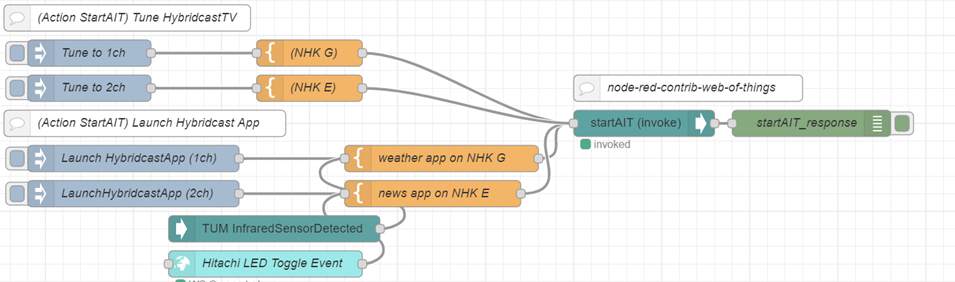 (Action StartAIT) Tune HybridcastTV
Tune to 1ch
(NHK G)
Tune to 2ch
(NHK E)
node-red-contrib-web-of-things
(Action StartAIT) Launch Hybridcast App
startAIT (invoke)
startAIT_response
invoked
Launch HybridcastApp (1ch)
weather app on NHK G
LaunchHybridcastApp (2ch)
news app on NHK E
TUM InfraredSensorDetected
Hitachi LED Toggle Event